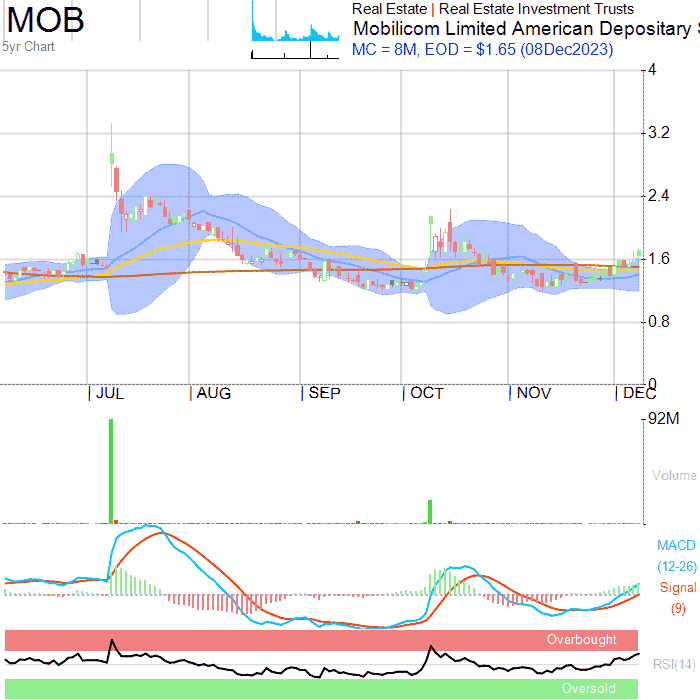 MOB
5yr Chart
Real Estate | Real Estate Investment Trusts
Mobilicom Limited American Depositary S
MC = 8M, EOD = $1.65 (08Dec2023)
4
3.2
2.4
1.6
0.8
0
JUL AUG SEP OCT NOV DEC
92M
Volume
MACD
(12-26)
Signal
(9)
Overbought
RSI(14)
Oversold